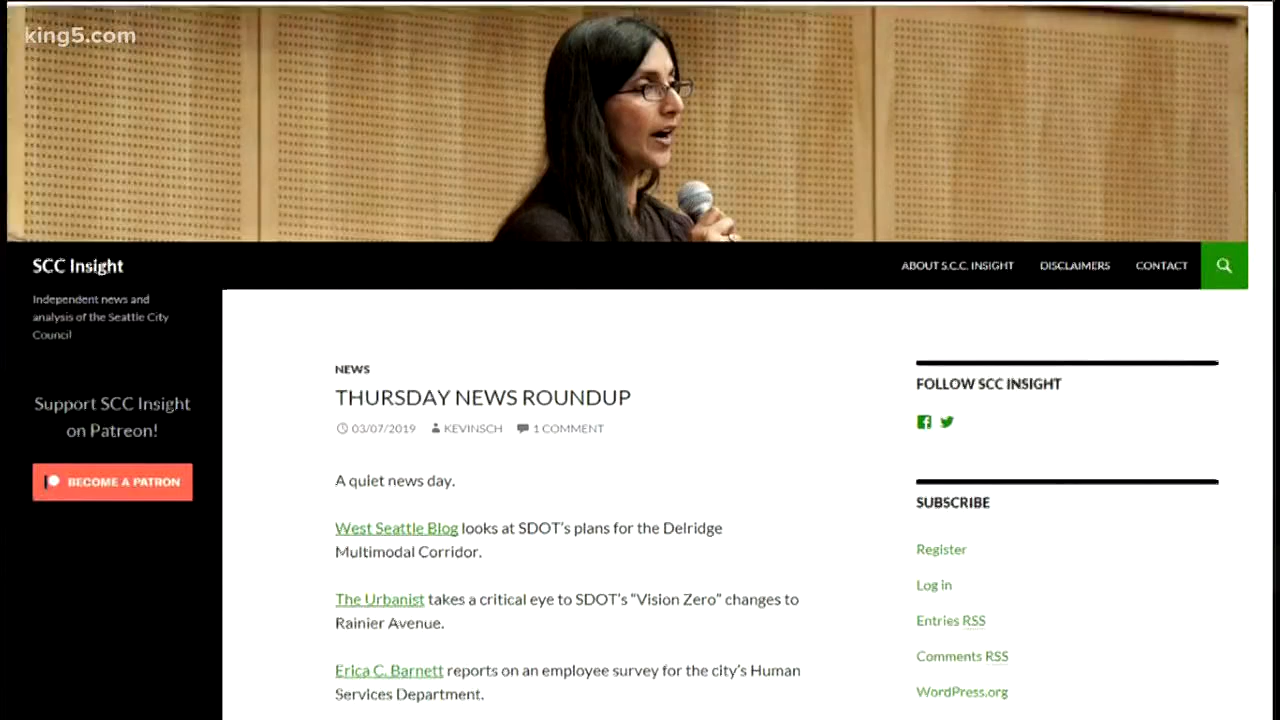 king5.com
SCC Insight
ABOUT S.C.C. INSIGHT
DISCLAIMERS
CONTACT
Independent news and
analysis of the Seattle City
Council
Support SCC Insight
on Patreon!
BECOME A PATRON
NEWS
THURSDAY NEWS ROUNDUP
03/07/2019 KEVINSCH 1 COMMENT
A quiet news day.
West Seattle Blog looks at SDOT's plans for the Delridge
Multimodal Corridor.
The Urbanist takes a critical eye to SDOT's “Vision Zero” changes to
Rainier Avenue.
Erica C. Barnett reports on an employee survey for the city's Human
Services Department.
FOLLOW SCC INSIGHT
SUBSCRIBE
Register
Log in
Entries RSS
Comments RSS
WordPress.org